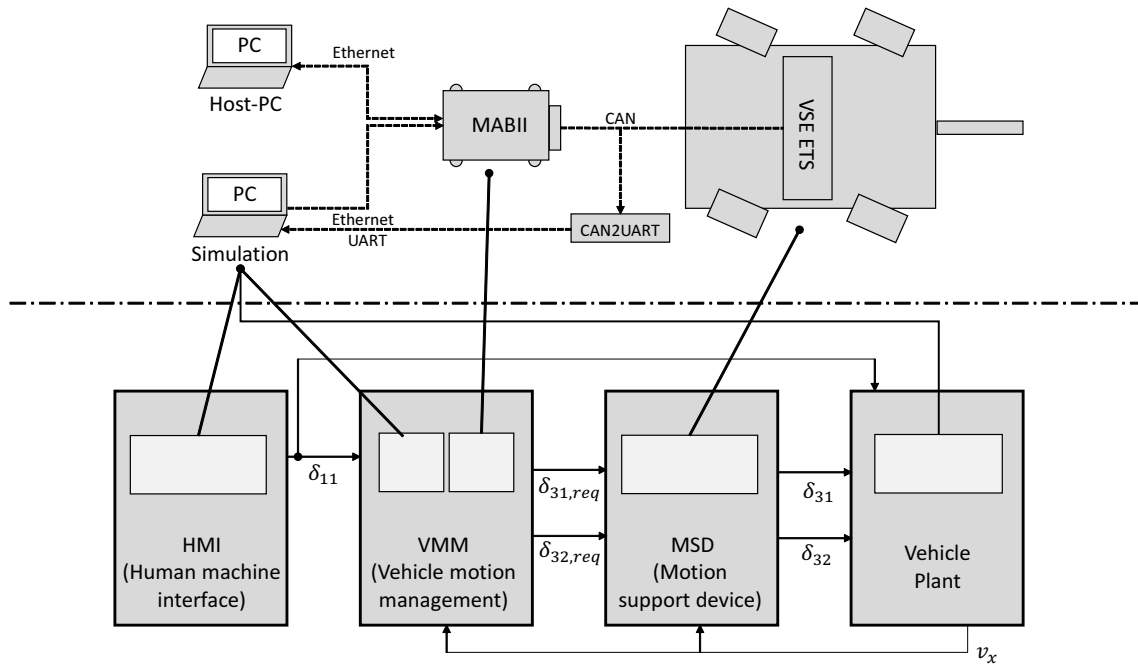 PC
Ethernet
Host-PC
MABII
CAN
VSE ETS
PC
Ethernet
UART
CAN2UART
Simulation
δ₁₁
δ₃₁,req
δ₃₂,req
δ₃₁
δ₃₂
HMI
(Human machine
interface)
VMM
(Vehicle motion
management)
MSD
(Motion
support device)
Vehicle
Plant
vₓ